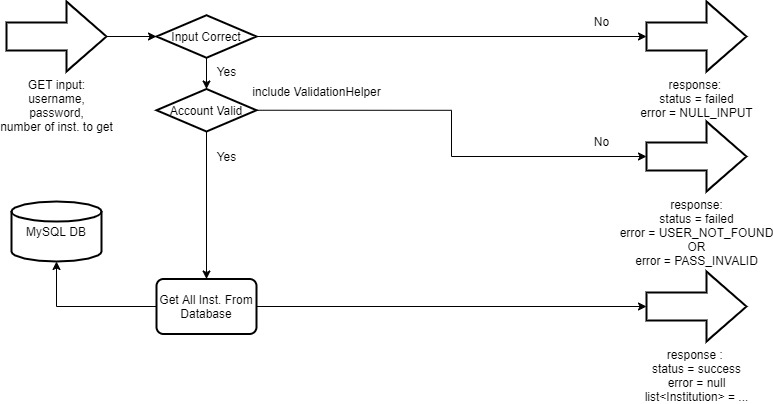 Input Correct
No
Yes
GET input:
username,
password,
number of inst. to get
response:
status = failed
error = NULL_INPUT
include ValidationHelper
Account Valid
No
Yes
response:
status = failed
error = USER_NOT_FOUND
OR
error = PASS_INVALID
MySQL DB
Get All Inst. From
Database
response :
status = success
error = null
list<Institution> = ...